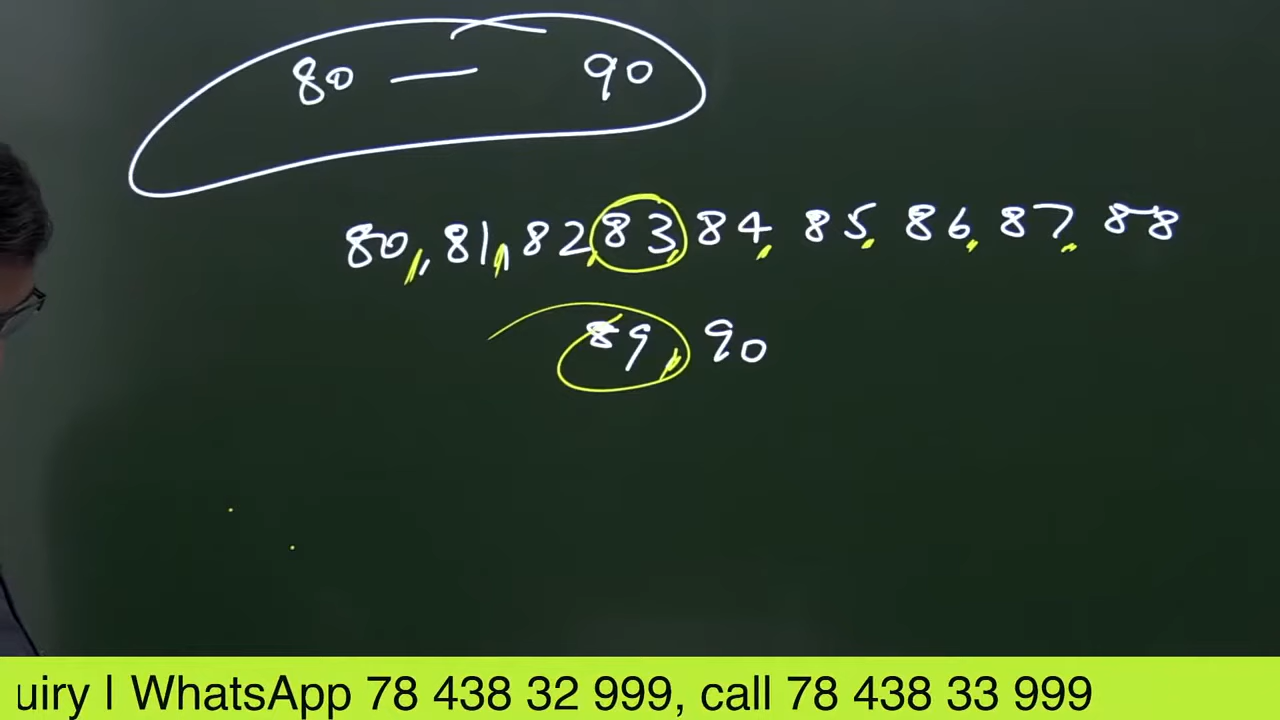 80 — 90
80, 81, 82, 83, 84, 85, 86, 87, 88
89, 90
uiry | WhatsApp 78 438 32 999, call 78 438 33 999